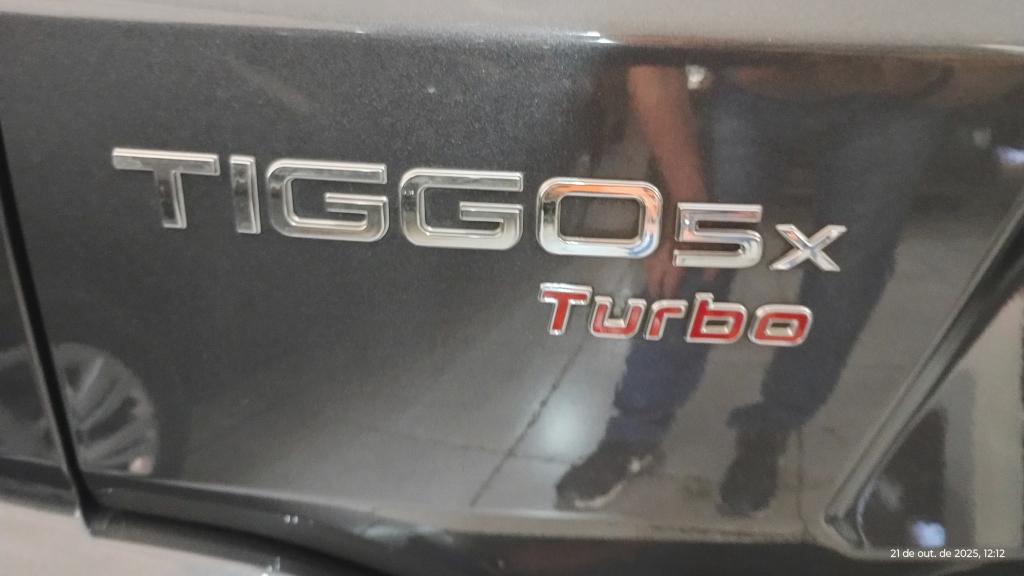 TIGGO5x
Turbo
21 de out. de 2025, 12:12